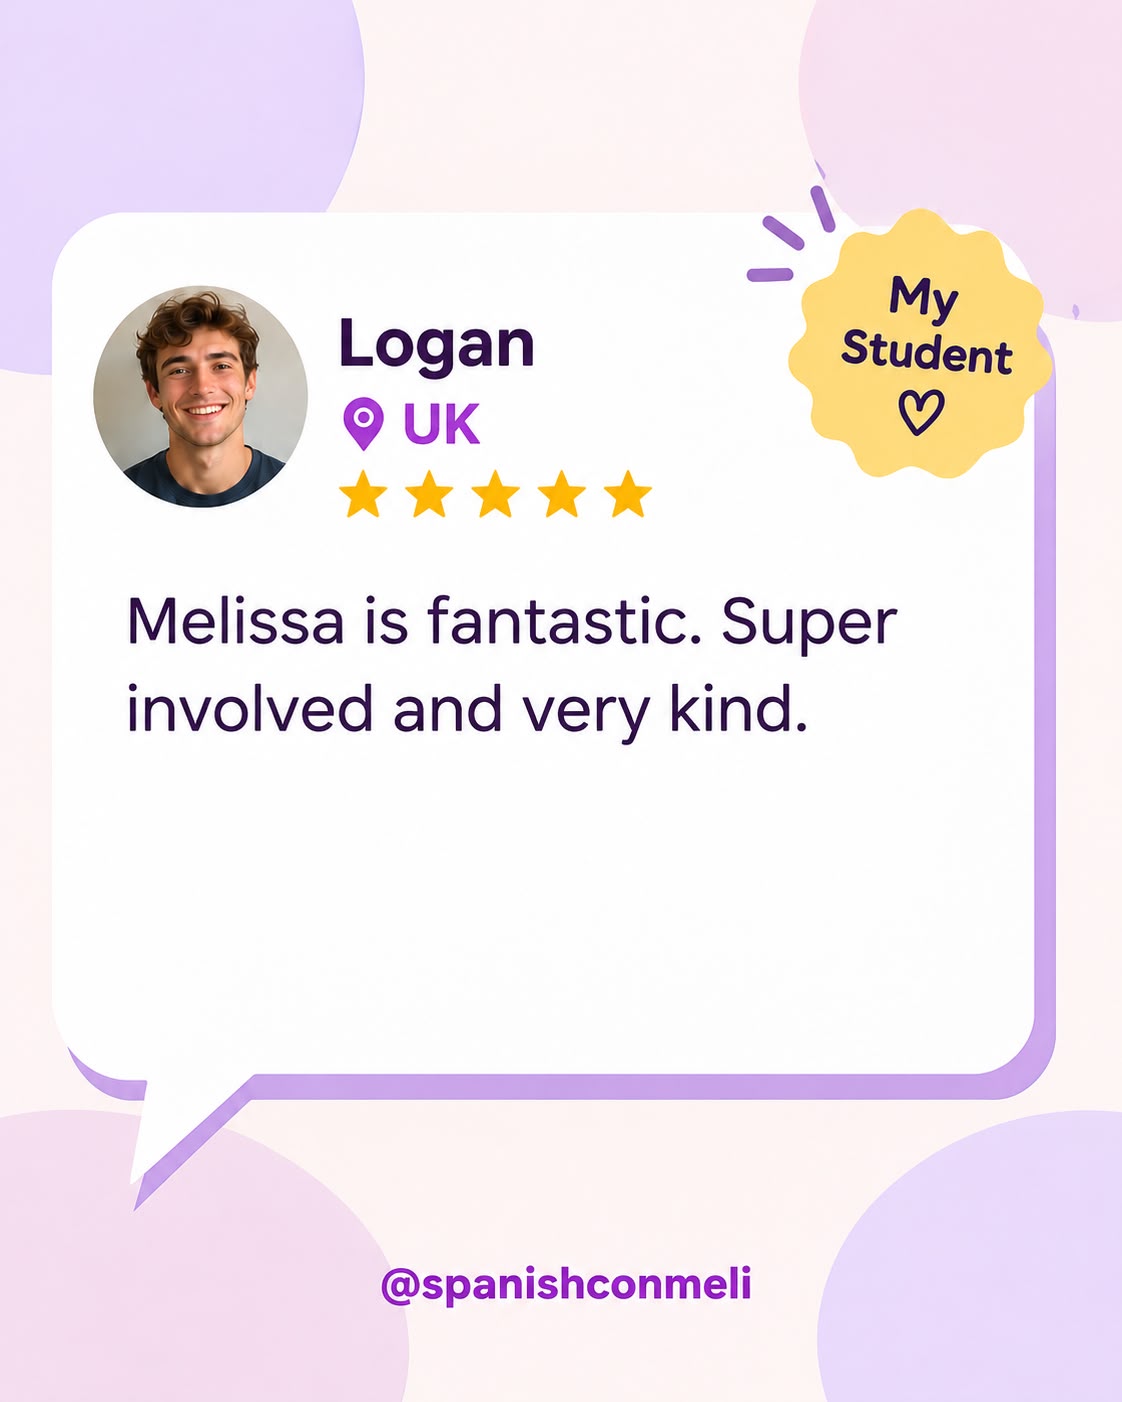 Logan
UK
My
Student
Melissa is fantastic. Super
involved and very kind.
@spanishconmeli